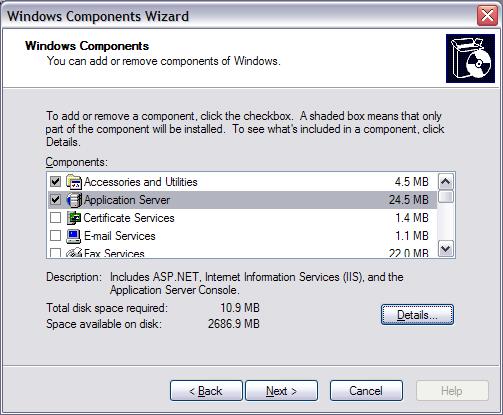 Windows Components Wizard
Windows Components
You can add or remove components of Windows.
To add or remove a component, click the checkbox. A shaded box means that only
part of the component will be installed. To see what's included in a component, click
Details.
Components:
Accessories and Utilities 4.5 MB
Application Server 24.5 MB
Certificate Services 1.4 MB
E-mail Services 1.1 MB
Fax Services 22.0 MB
Description: Includes ASP.NET, Internet Information Services (IIS), and the
Application Server Console.
Total disk space required: 10.9 MB
Space available on disk: 2686.9 MB
Details...
< Back
Next >
Cancel
Help